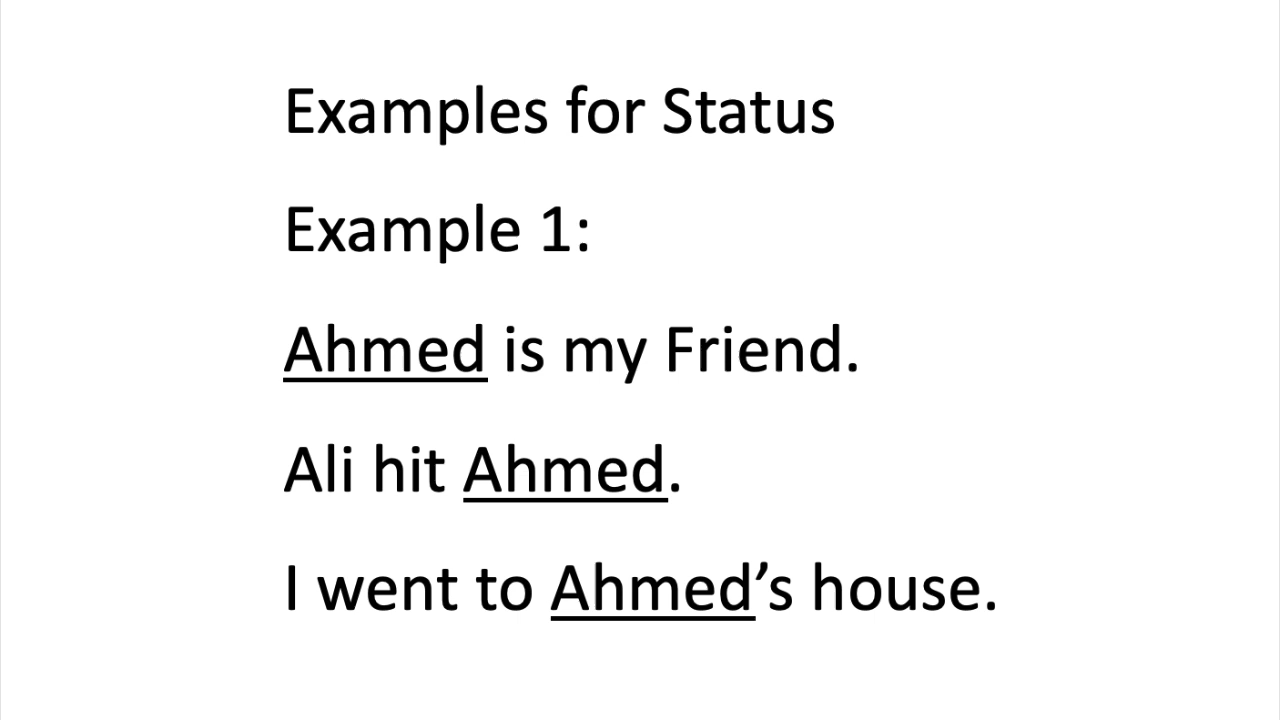 Examples for Status
Example 1:
Ahmed is my Friend.
Ali hit Ahmed.
I went to Ahmed’s house.